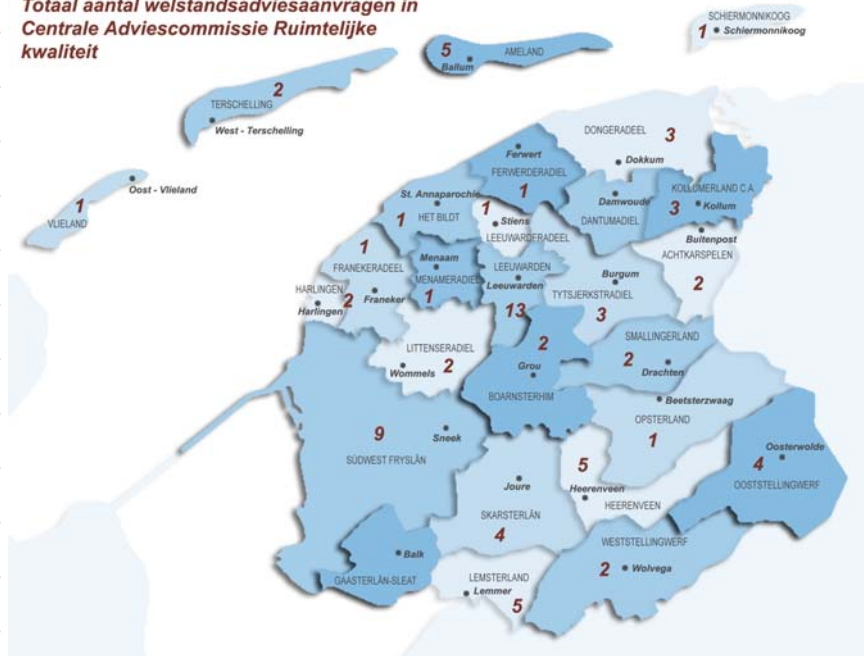 Totaal aantal welstandsadviesaanvragen in
Centrale Adviescommissie Ruimtelijke
kwaliteit
SCHIERMONNIKOOG
1 Schiermonnikoog
5 AMELAND
Ballum
2
TERSCHELLING
West - Terschelling
Oost - Vlieland
1
VLIELAND
DONGERADEEL 3
Dokkum
Ferwert
FERWERDERADIEL
1
St. Annaparochie
1 HET BILDT
1
Stiens
LEEUWARDERADEEL
Damwoude
DANTUMADIEL
KOLLUMERLAND C.A.
3 Kollum
Buitenpost
ACHTKARSPELEN
2
1
FRANEKERADEEL
Franeker
Menaam
MENAMERADIEL
1
LEEUWARDEN
Leeuwarden
13
Burgum
TYTSJERKSTRADIEL
3
HARLINGEN
2
Harlingen
LITTENSERADIEL
2
Wommels
2
Grou
BOARNSTERHIM
SMALLINGERLAND
2
Drachten
Beetsterzwaag
OPSTERLAND
1
9
Sneek
SÚDWEST FRYSLÂN
5
Heerenveen
HEERENVEEN
Oosterwolde
4
OOSTSTELLINGWERF
Joure
SKARSTERLÂN
4
WESTSTELLINGWERF
2 Wolvega
Balk
GAASTERLÂN-SLEAT
LEMSTERLAND
Lemmer
5